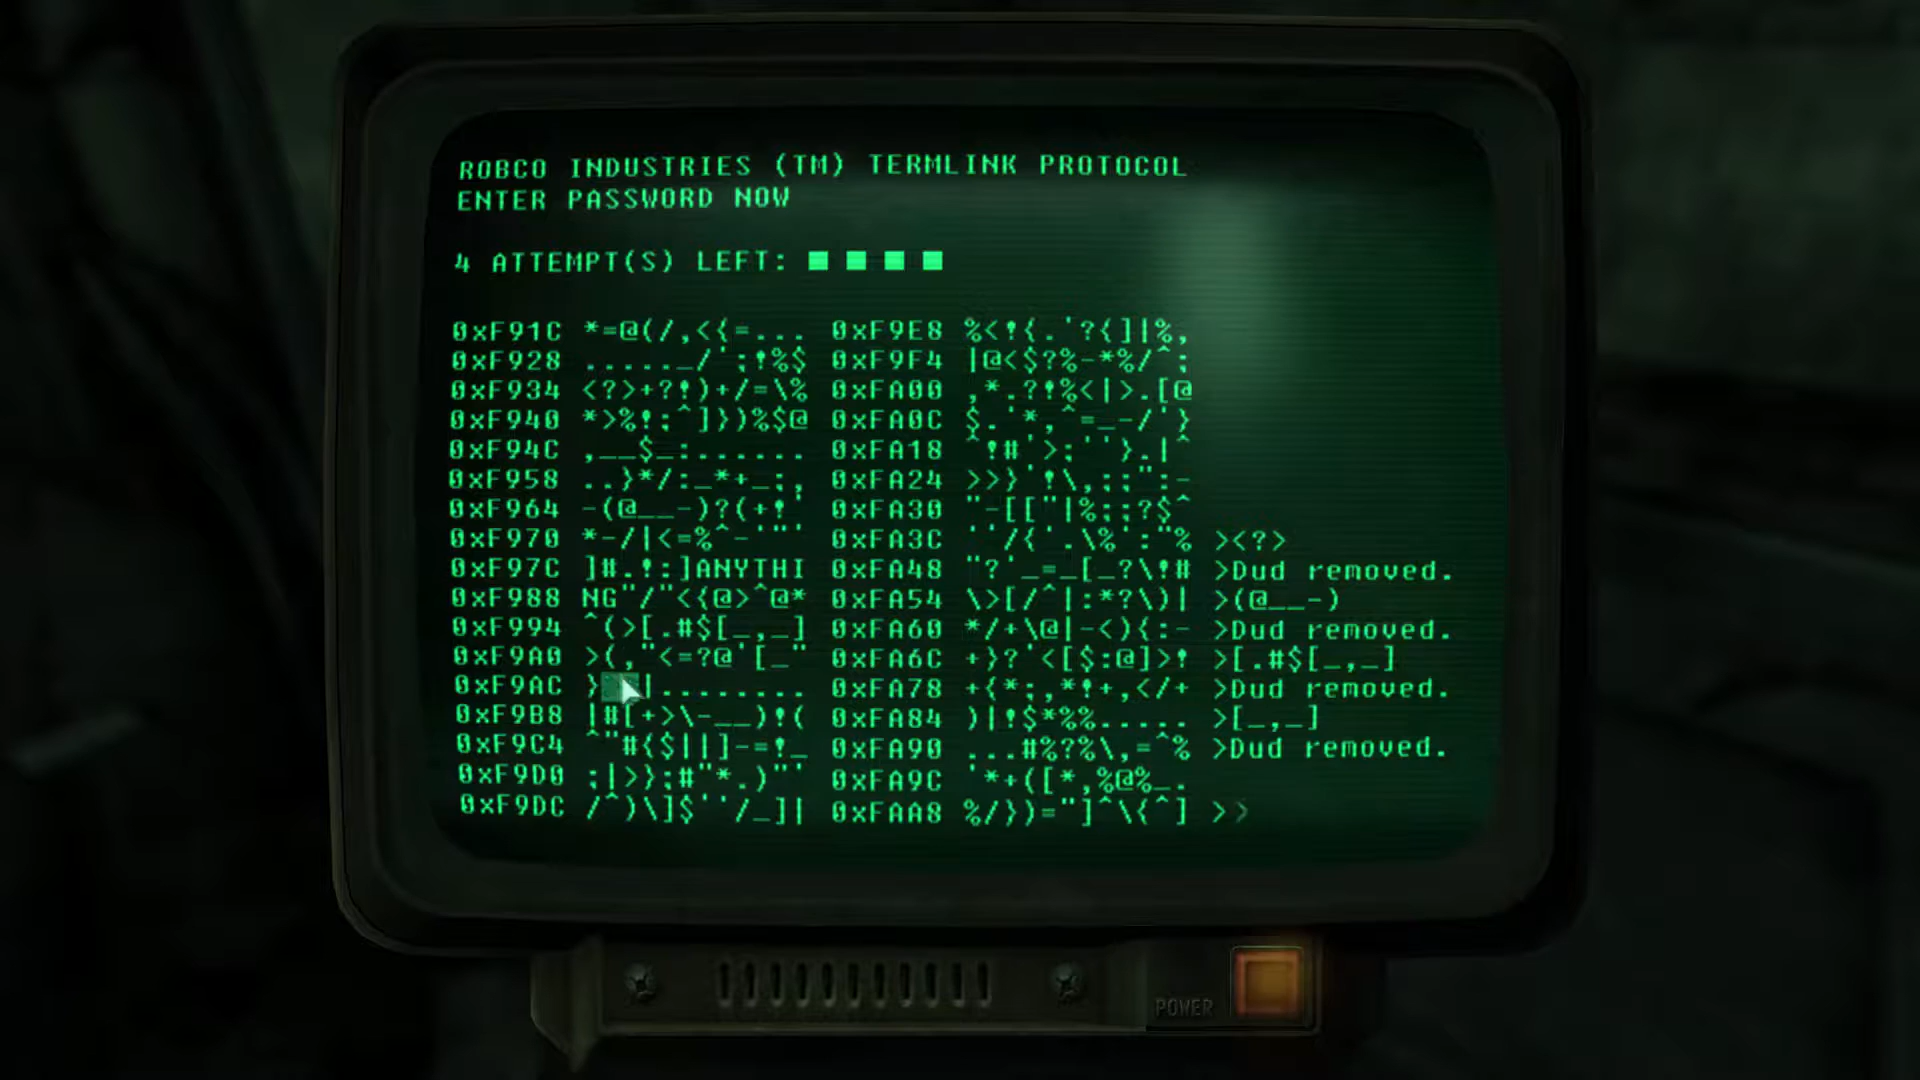 ROBCO INDUSTRIES (TM) TERMLINK PROTOCOL
ENTER PASSWORD NOW
4 ATTEMPT(S) LEFT: ■ ■ ■ ■
0xF91C *=@(/,<{=... 0xF9E8 %<!{.'?{]|%,
0xF928 ......_/';!%$ 0xF9F4 |@<$?%-*%/^;
0xF934 <?>+?!)+/=\% 0xFA00 ,*.?!%<|>.[@
0xF940 *>%!;^]})%$@ 0xFA0C $.'*,^=_-/'}
0xF94C ,__$_:...... 0xFA18 ^!#'>;''}.|^
0xF958 ..}*/:_*+_;, 0xFA24 >>}'!\,;;":-
0xF964 -(@__-)?(+!' 0xFA30 "-[["|%;;?$^
0xF970 *-/|<=%^-'"' 0xFA3C ''/{'.\%':"% ><?>
0xF97C ]#.!:]ANYTHI 0xFA48 "?'_=_[_?\!# >Dud removed.
0xF988 NG"/"<{@>^@* 0xFA54 \>[/^|:*?\)| >(@__-)
0xF994 ^(>[.#$[_,_] 0xFA60 */+\@|-<){:- >Dud removed.
0xF9A0 >(,"<=?@'[_" 0xFA6C +}?'<[$:@]>! >[.#$[_,_]
0xF9AC }|........ 0xFA78 +{*;,*!+,</+ >Dud removed.
0xF9B8 |#[+>\-__)!( 0xFA84 )|!$*%%..... >[_,_]
0xF9C4 ^"#{$||]-=!_ 0xFA90 ...#%?%\,=^% >Dud removed.
0xF9D0 ;|>};#"*.)"' 0xFA9C '*+([*,%@%_.
0xF9DC /^)\]$''/_]| 0xFAA8 %/})="]^\{^] >>
POWER